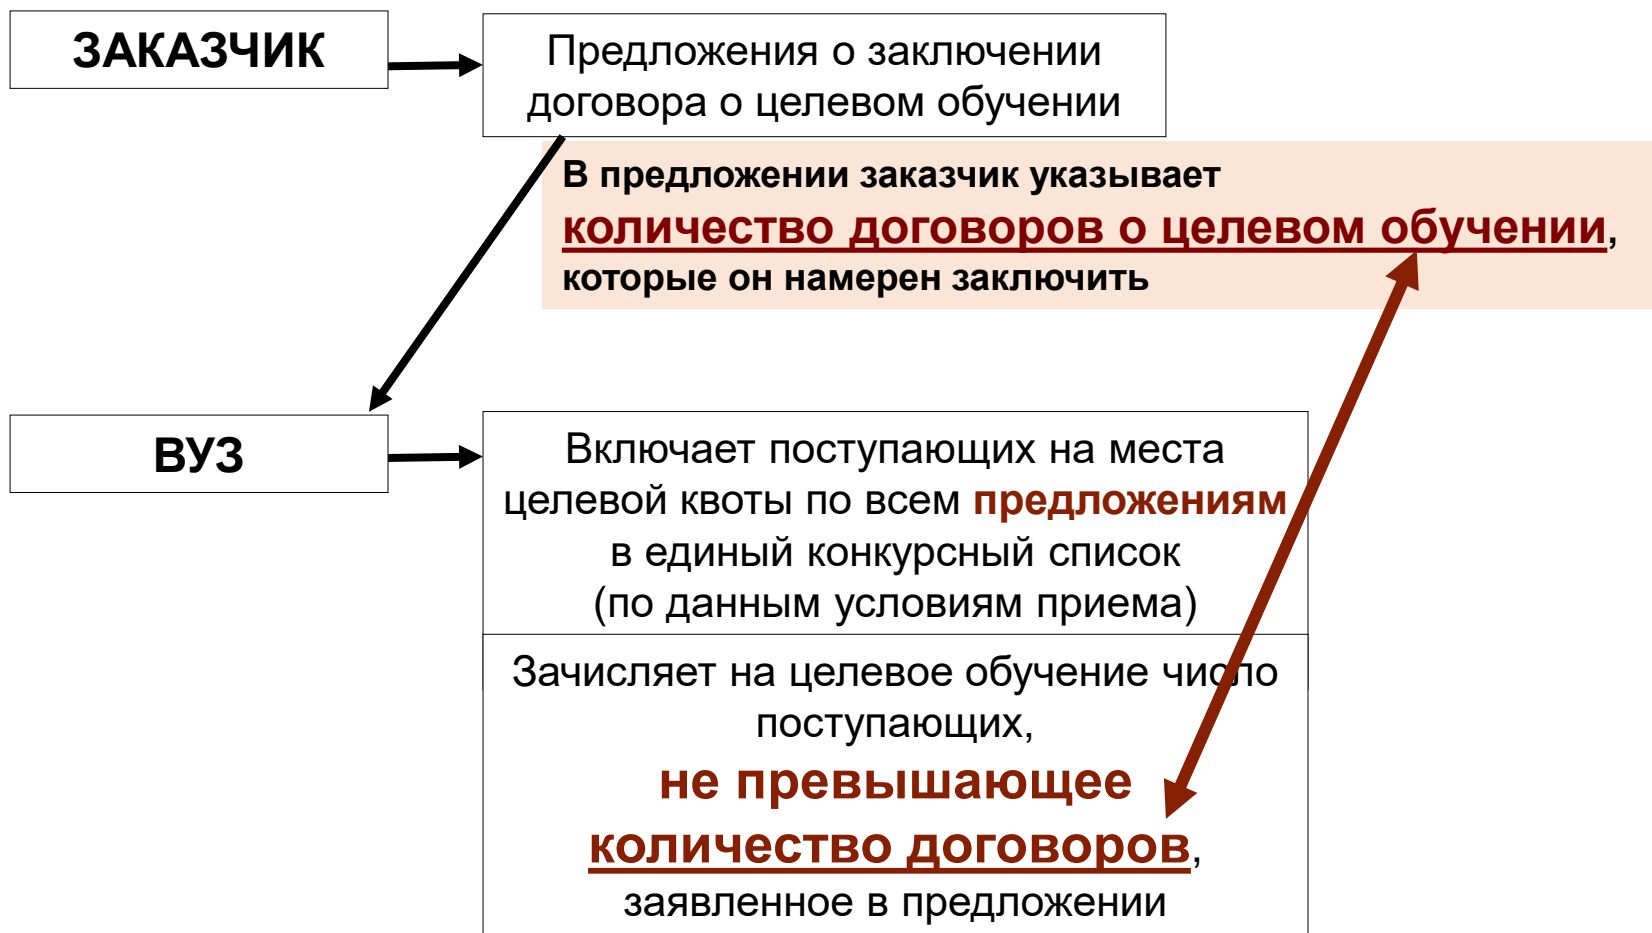 ЗАКАЗЧИК
Предложения о заключении
договора о целевом обучении
В предложении заказчик указывает
количество договоров о целевом обучении,
которые он намерен заключить
ВУЗ
Включает поступающих на места
целевой квоты по всем предложениям
в единый конкурсный список
(по данным условиям приема)
Зачисляет на целевое обучение число
поступающих,
не превышающее
количество договоров,
заявленное в предложении